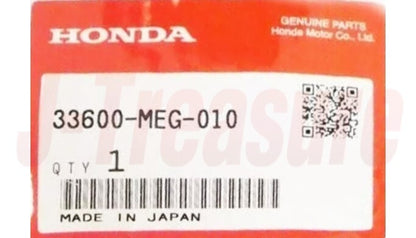 HONDA
GENUINE PARTS
Honda Motor Co., Ltd.
33600-MEG-010
QTY 1
MADE IN JAPAN
J-Treasure